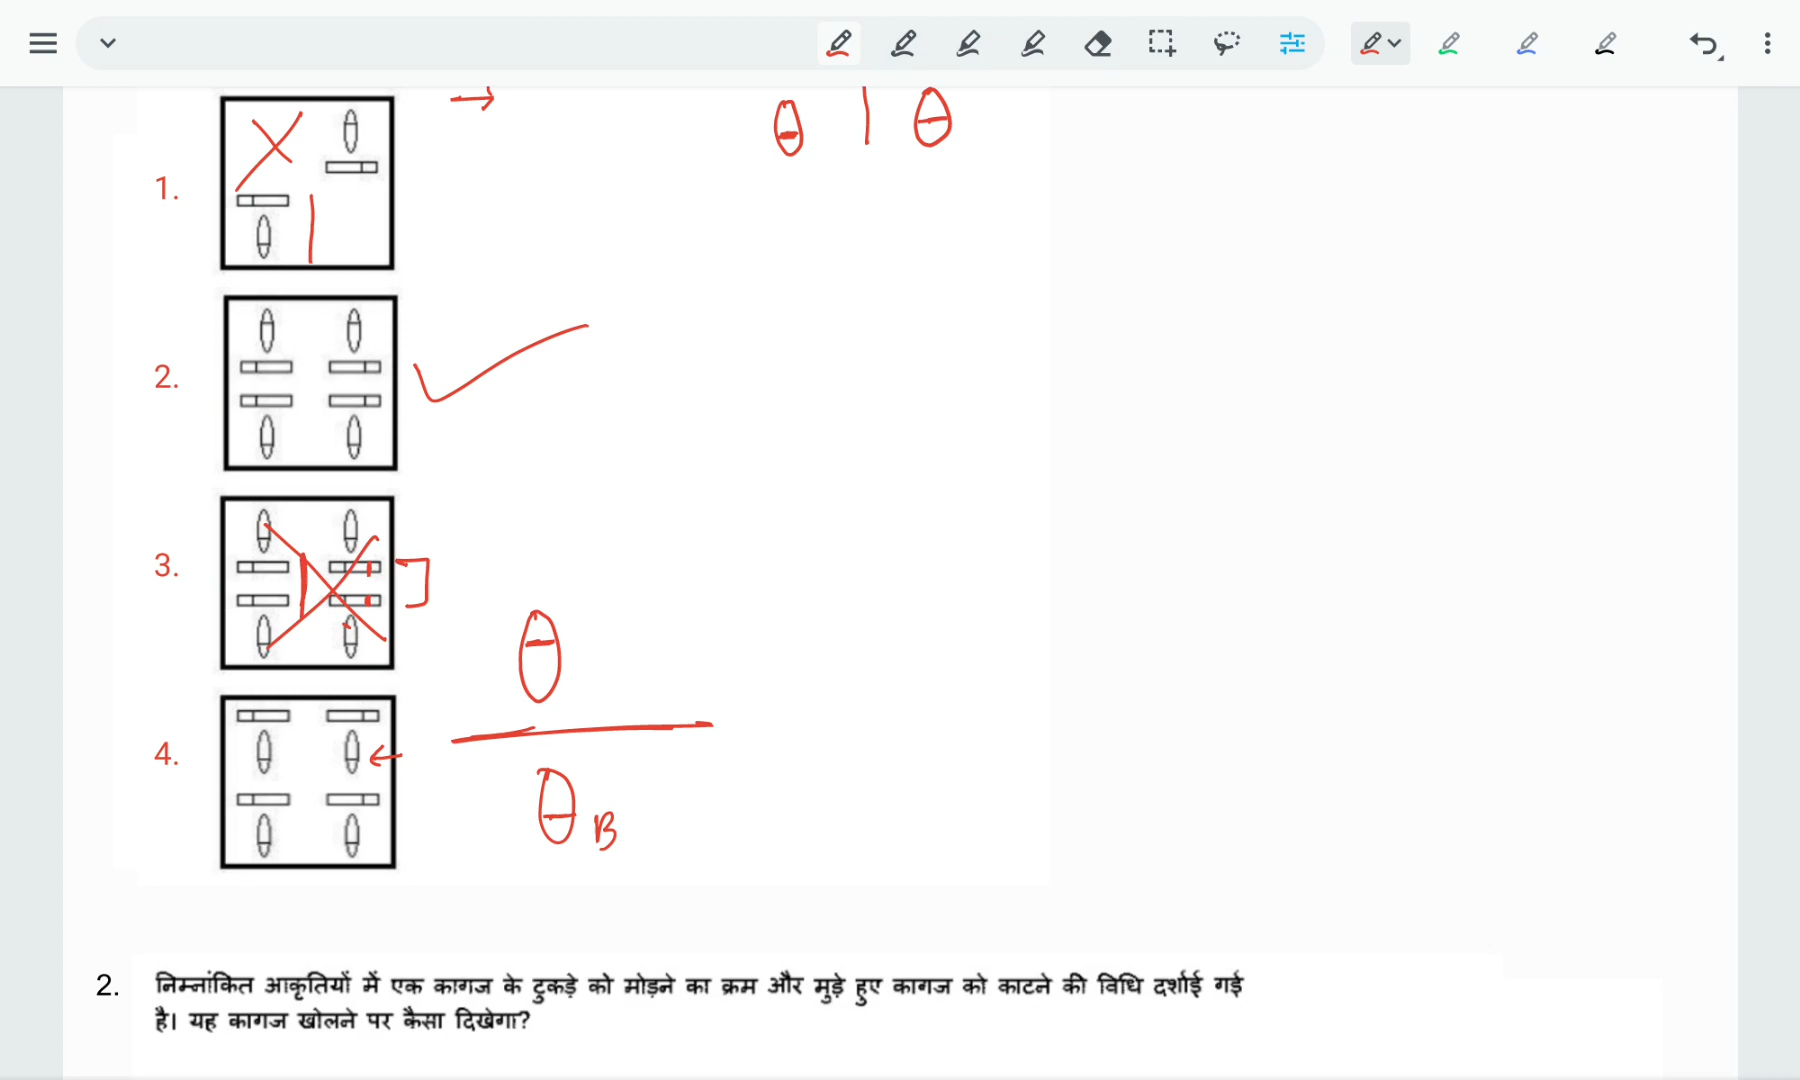 θ | θ
1.
2.
3.
4.
θ
θ B
2. निम्नांकित आकृतियों में एक कागज के टुकड़े को मोड़ने का क्रम और मुड़े हुए कागज को काटने की विधि दर्शाई गई
है। यह कागज खोलने पर कैसा दिखेगा?